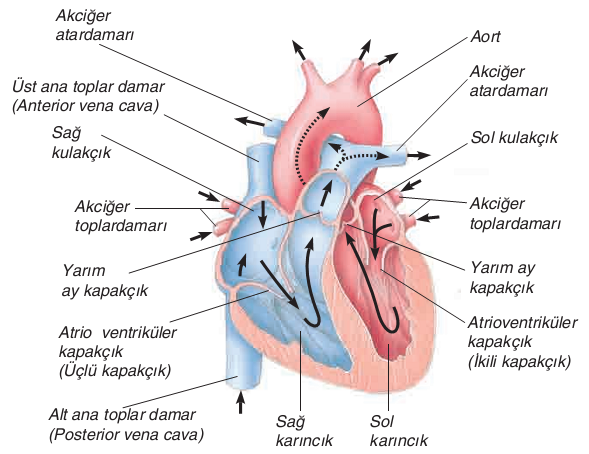 Akciğer
atardamarı
Üst ana toplar damar
(Anterior vena cava)
Sağ
kulakçık
Akciğer
toplardamarı
Yarım
ay kapakçık
Atrio ventriküler
kapakçık
(Üçlü kapakçık)
Alt ana toplar damar
(Posterior vena cava)
Sağ
karıncık
Sol
karıncık
Aort
Akciğer
atardamarı
Sol kulakçık
Akciğer
toplardamarı
Yarım ay
kapakçık
Atrioventriküler
kapakçık
(İkili kapakçık)